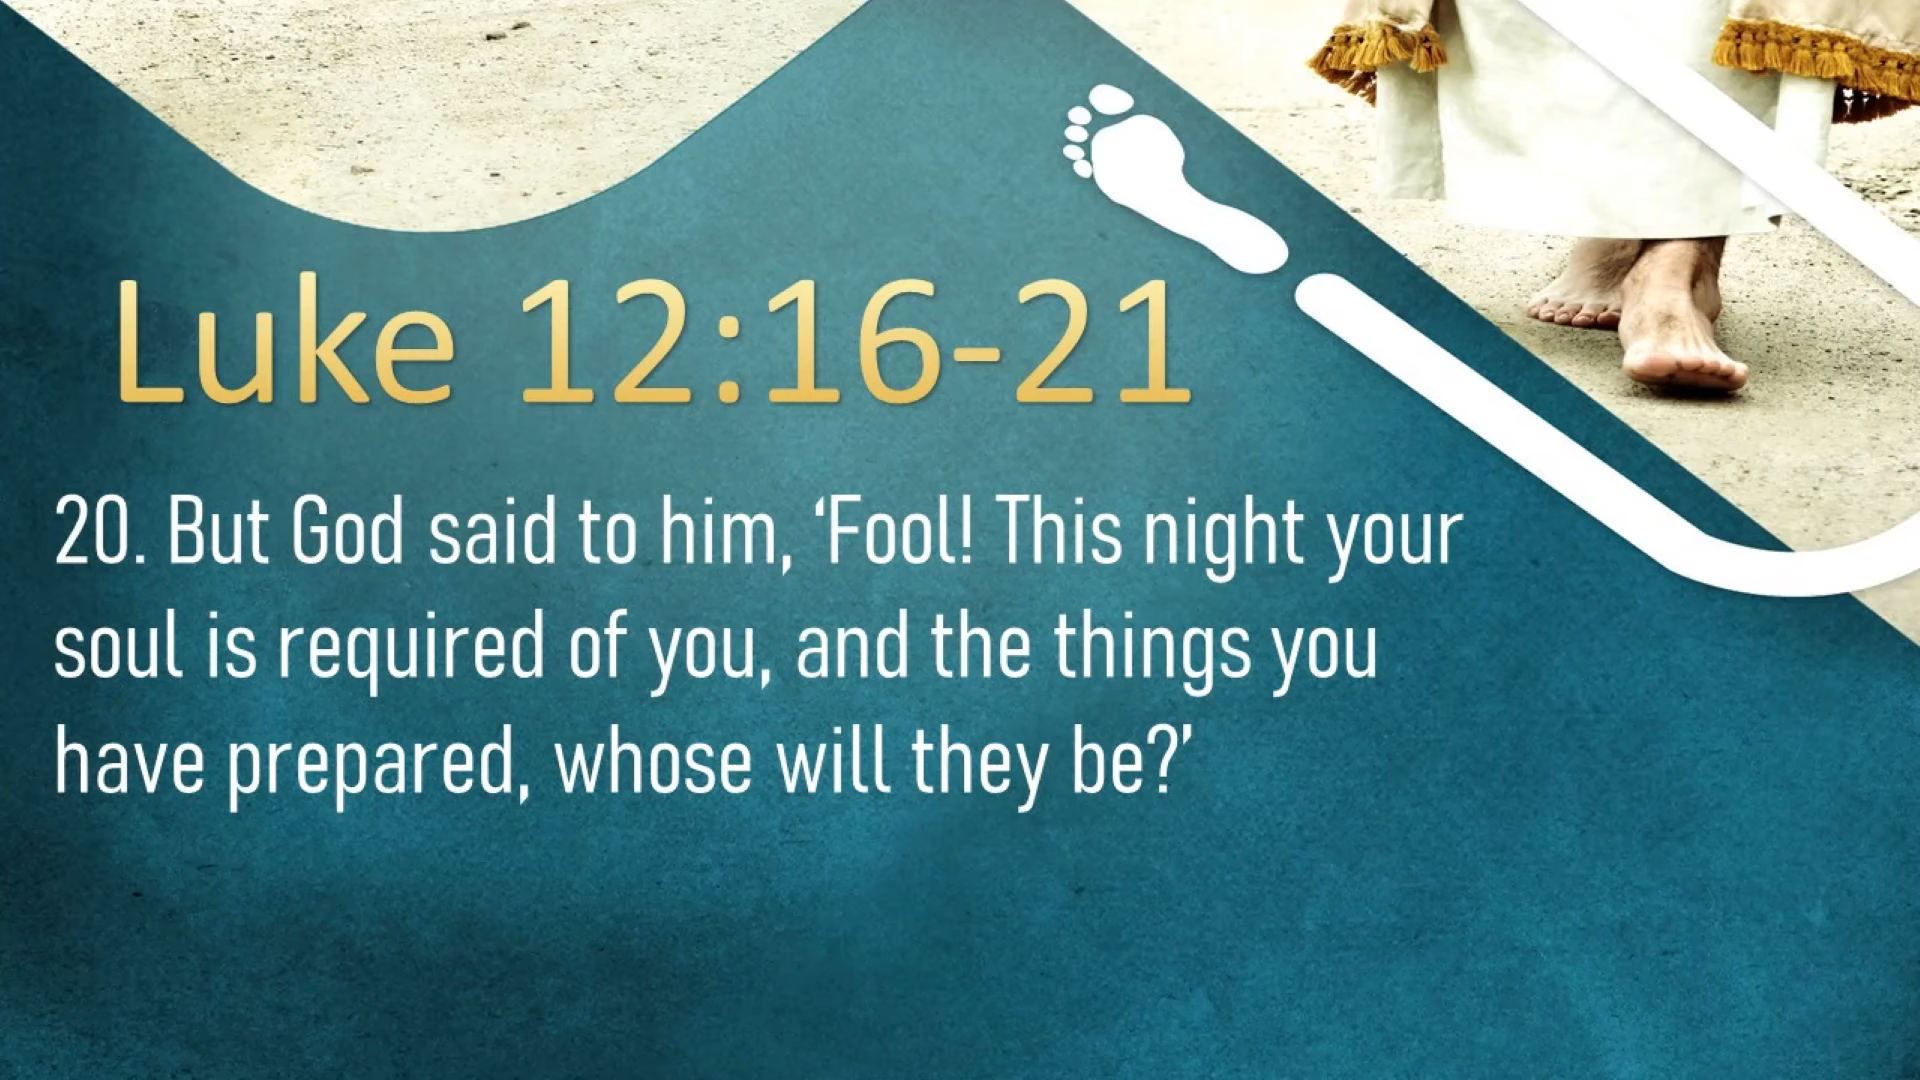 Luke 12:16-21
20. But God said to him, ‘Fool! This night your
soul is required of you, and the things you
have prepared, whose will they be?’